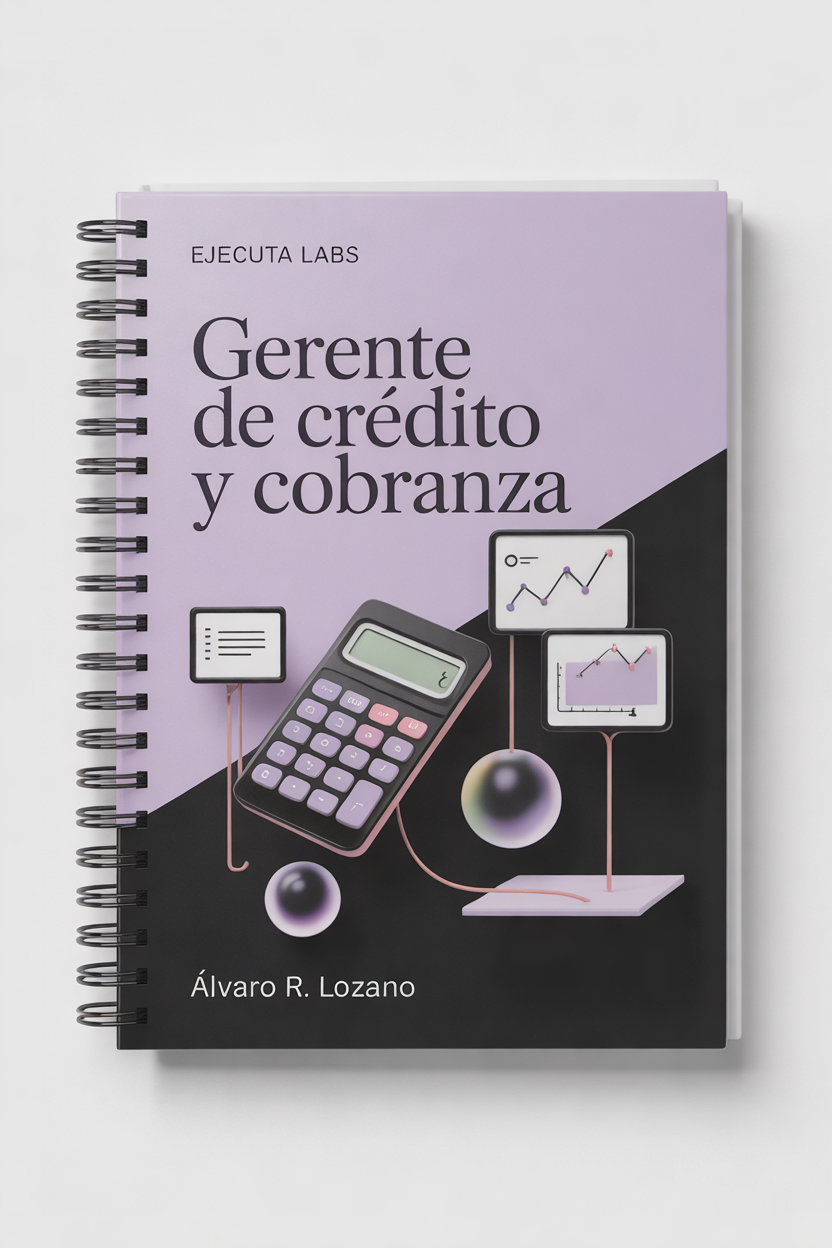 EJECUTA LABS
Gerente
de crédito
y cobranza
Álvaro R. Lozano